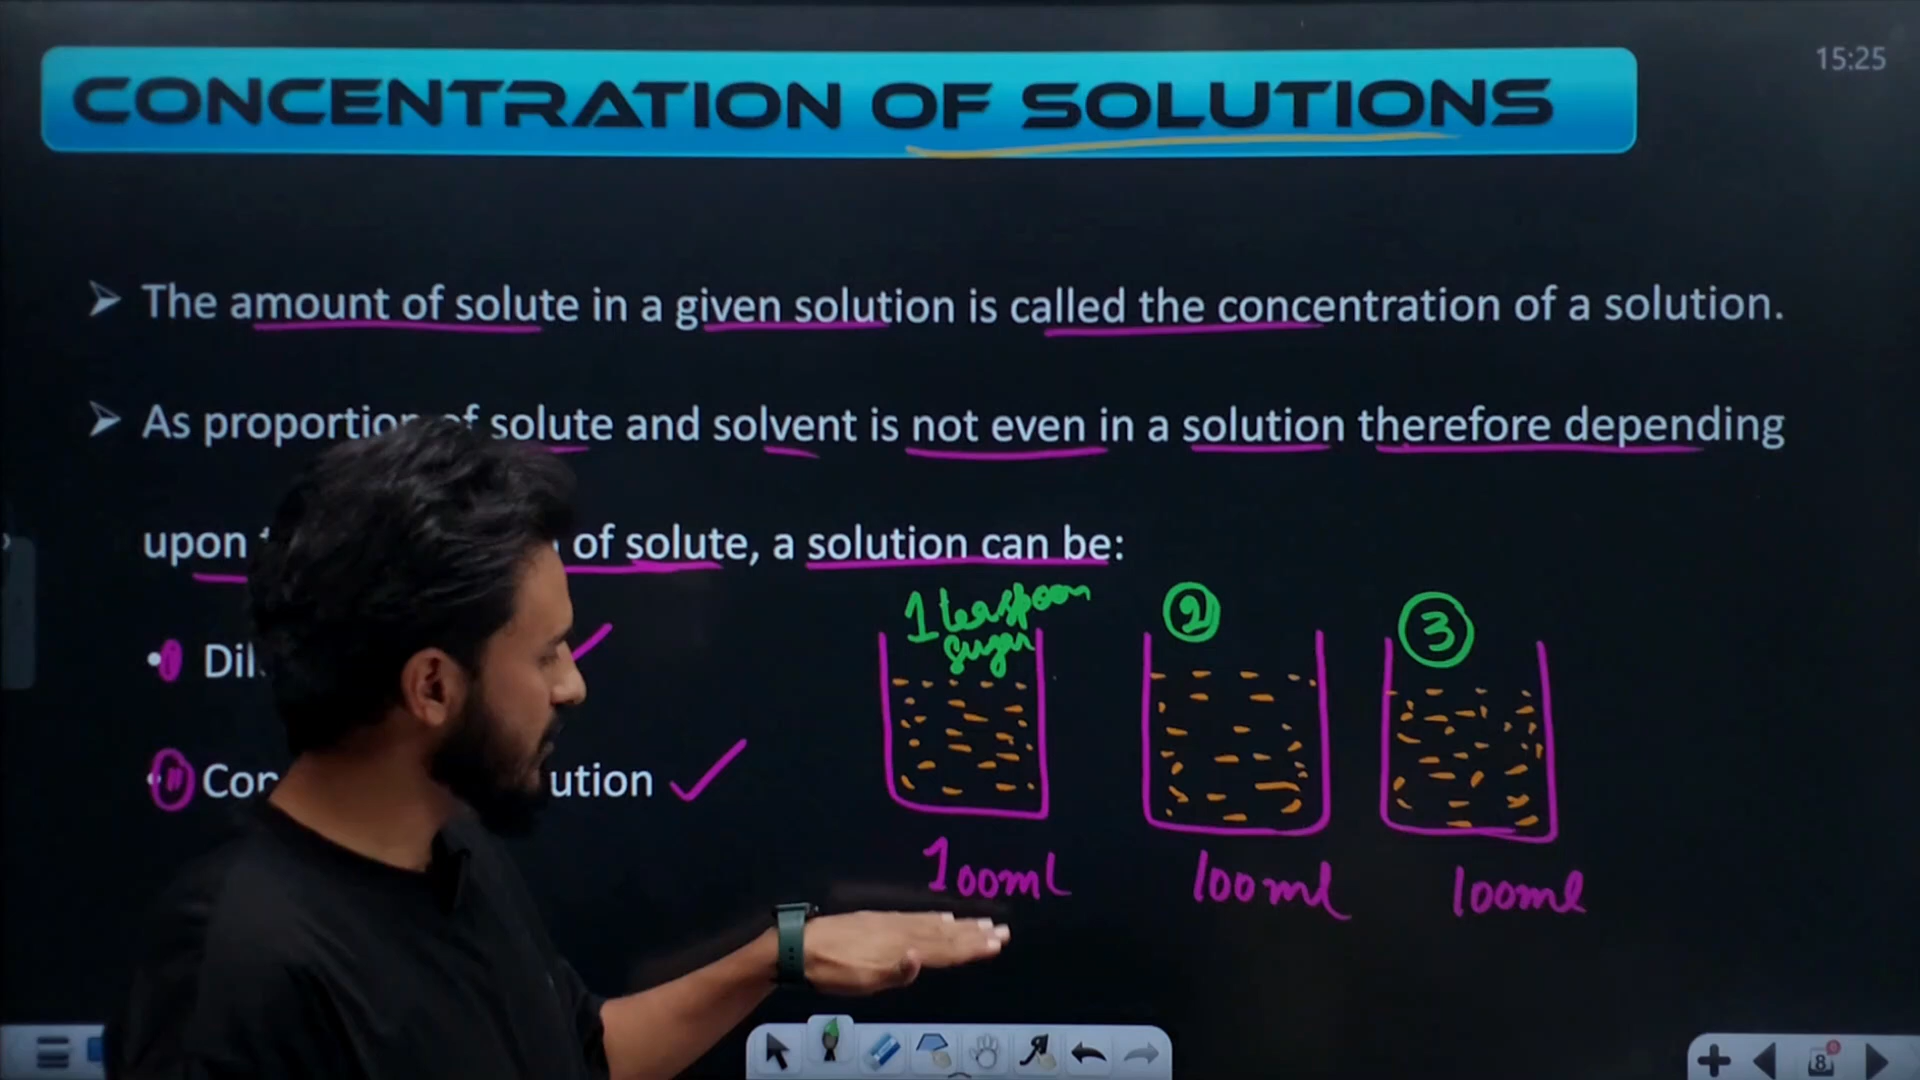 15:25
CONCENTRATION OF SOLUTIONS
➤ The amount of solute in a given solution is called the concentration of a solution.
➤ As proportion of solute and solvent is not even in a solution therefore depending
upon of solute, a solution can be:
1 teaspoon
sugar
2
3
• Dil
• Con ution
100ml
100ml
100ml
8